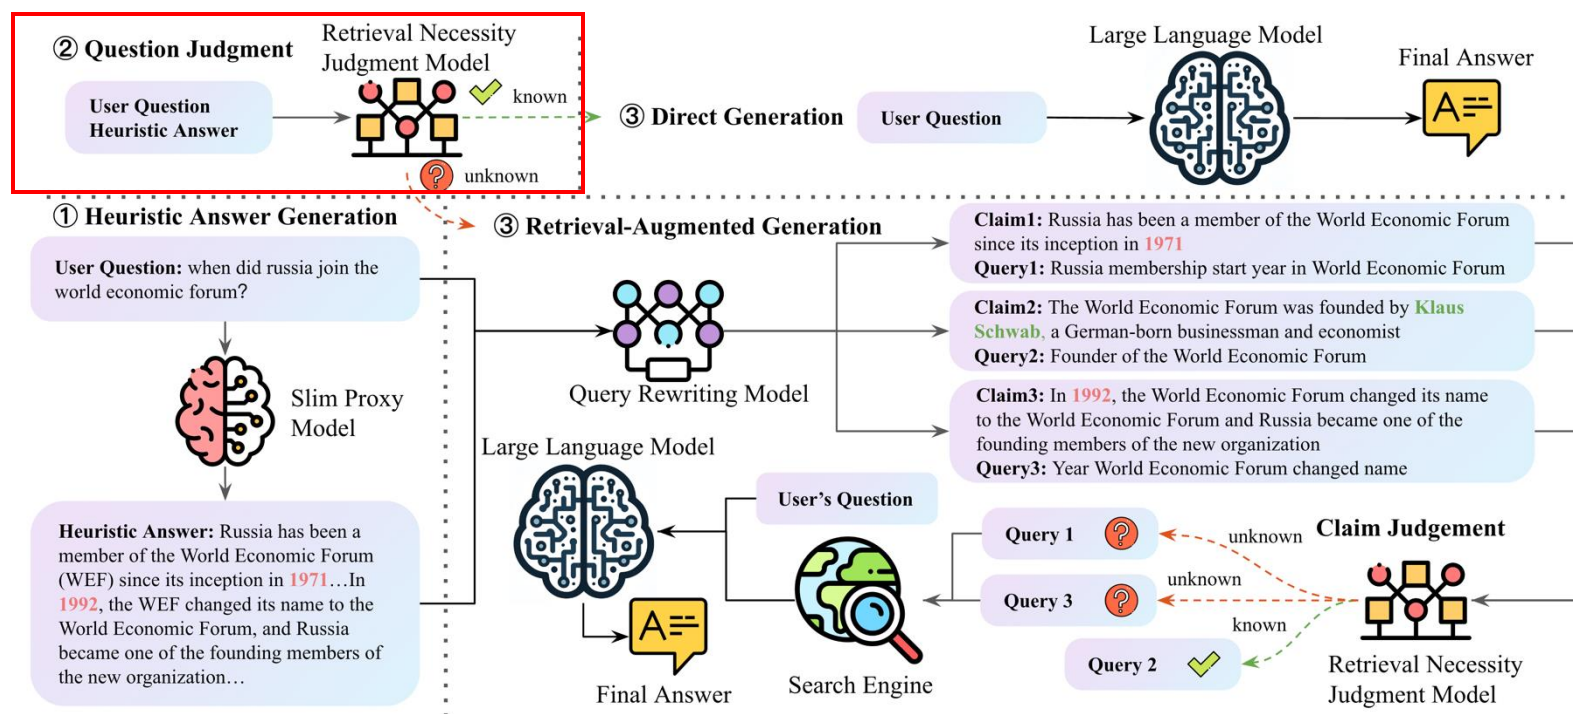 ② Question Judgment
Retrieval Necessity
Judgment Model
User Question
Heuristic Answer
known
unknown
③ Direct Generation
User Question
Large Language Model
Final Answer
① Heuristic Answer Generation
User Question: when did russia join the
world economic forum?
Slim Proxy
Model
Heuristic Answer: Russia has been a
member of the World Economic Forum
(WEF) since its inception in 1971…In
1992, the WEF changed its name to the
World Economic Forum, and Russia
became one of the founding members of
the new organization…
③ Retrieval-Augmented Generation
Query Rewriting Model
Claim1: Russia has been a member of the World Economic Forum
since its inception in 1971
Query1: Russia membership start year in World Economic Forum
Claim2: The World Economic Forum was founded by Klaus
Schwab, a German-born businessman and economist
Query2: Founder of the World Economic Forum
Claim3: In 1992, the World Economic Forum changed its name
to the World Economic Forum and Russia became one of the
founding members of the new organization
Query3: Year World Economic Forum changed name
Claim Judgement
Retrieval Necessity
Judgment Model
unknown
unknown
known
Query 1
Query 3
Query 2
Search Engine
User's Question
Large Language Model
Final Answer